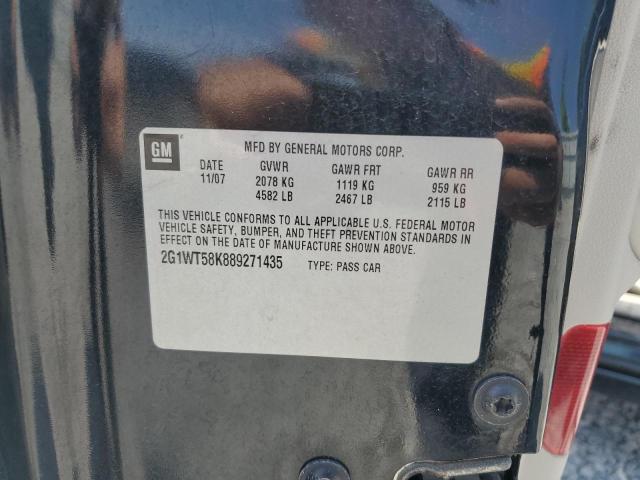 GM
MFD BY GENERAL MOTORS CORP.
DATE GVWR GAWR FRT GAWR RR
11/07 2078 KG 1119 KG 959 KG
4582 LB 2467 LB 2115 LB
THIS VEHICLE CONFORMS TO ALL APPLICABLE U.S. FEDERAL MOTOR
VEHICLE SAFETY, BUMPER, AND THEFT PREVENTION STANDARDS IN
EFFECT ON THE DATE OF MANUFACTURE SHOWN ABOVE.
2G1WT58K889271435 TYPE: PASS CAR